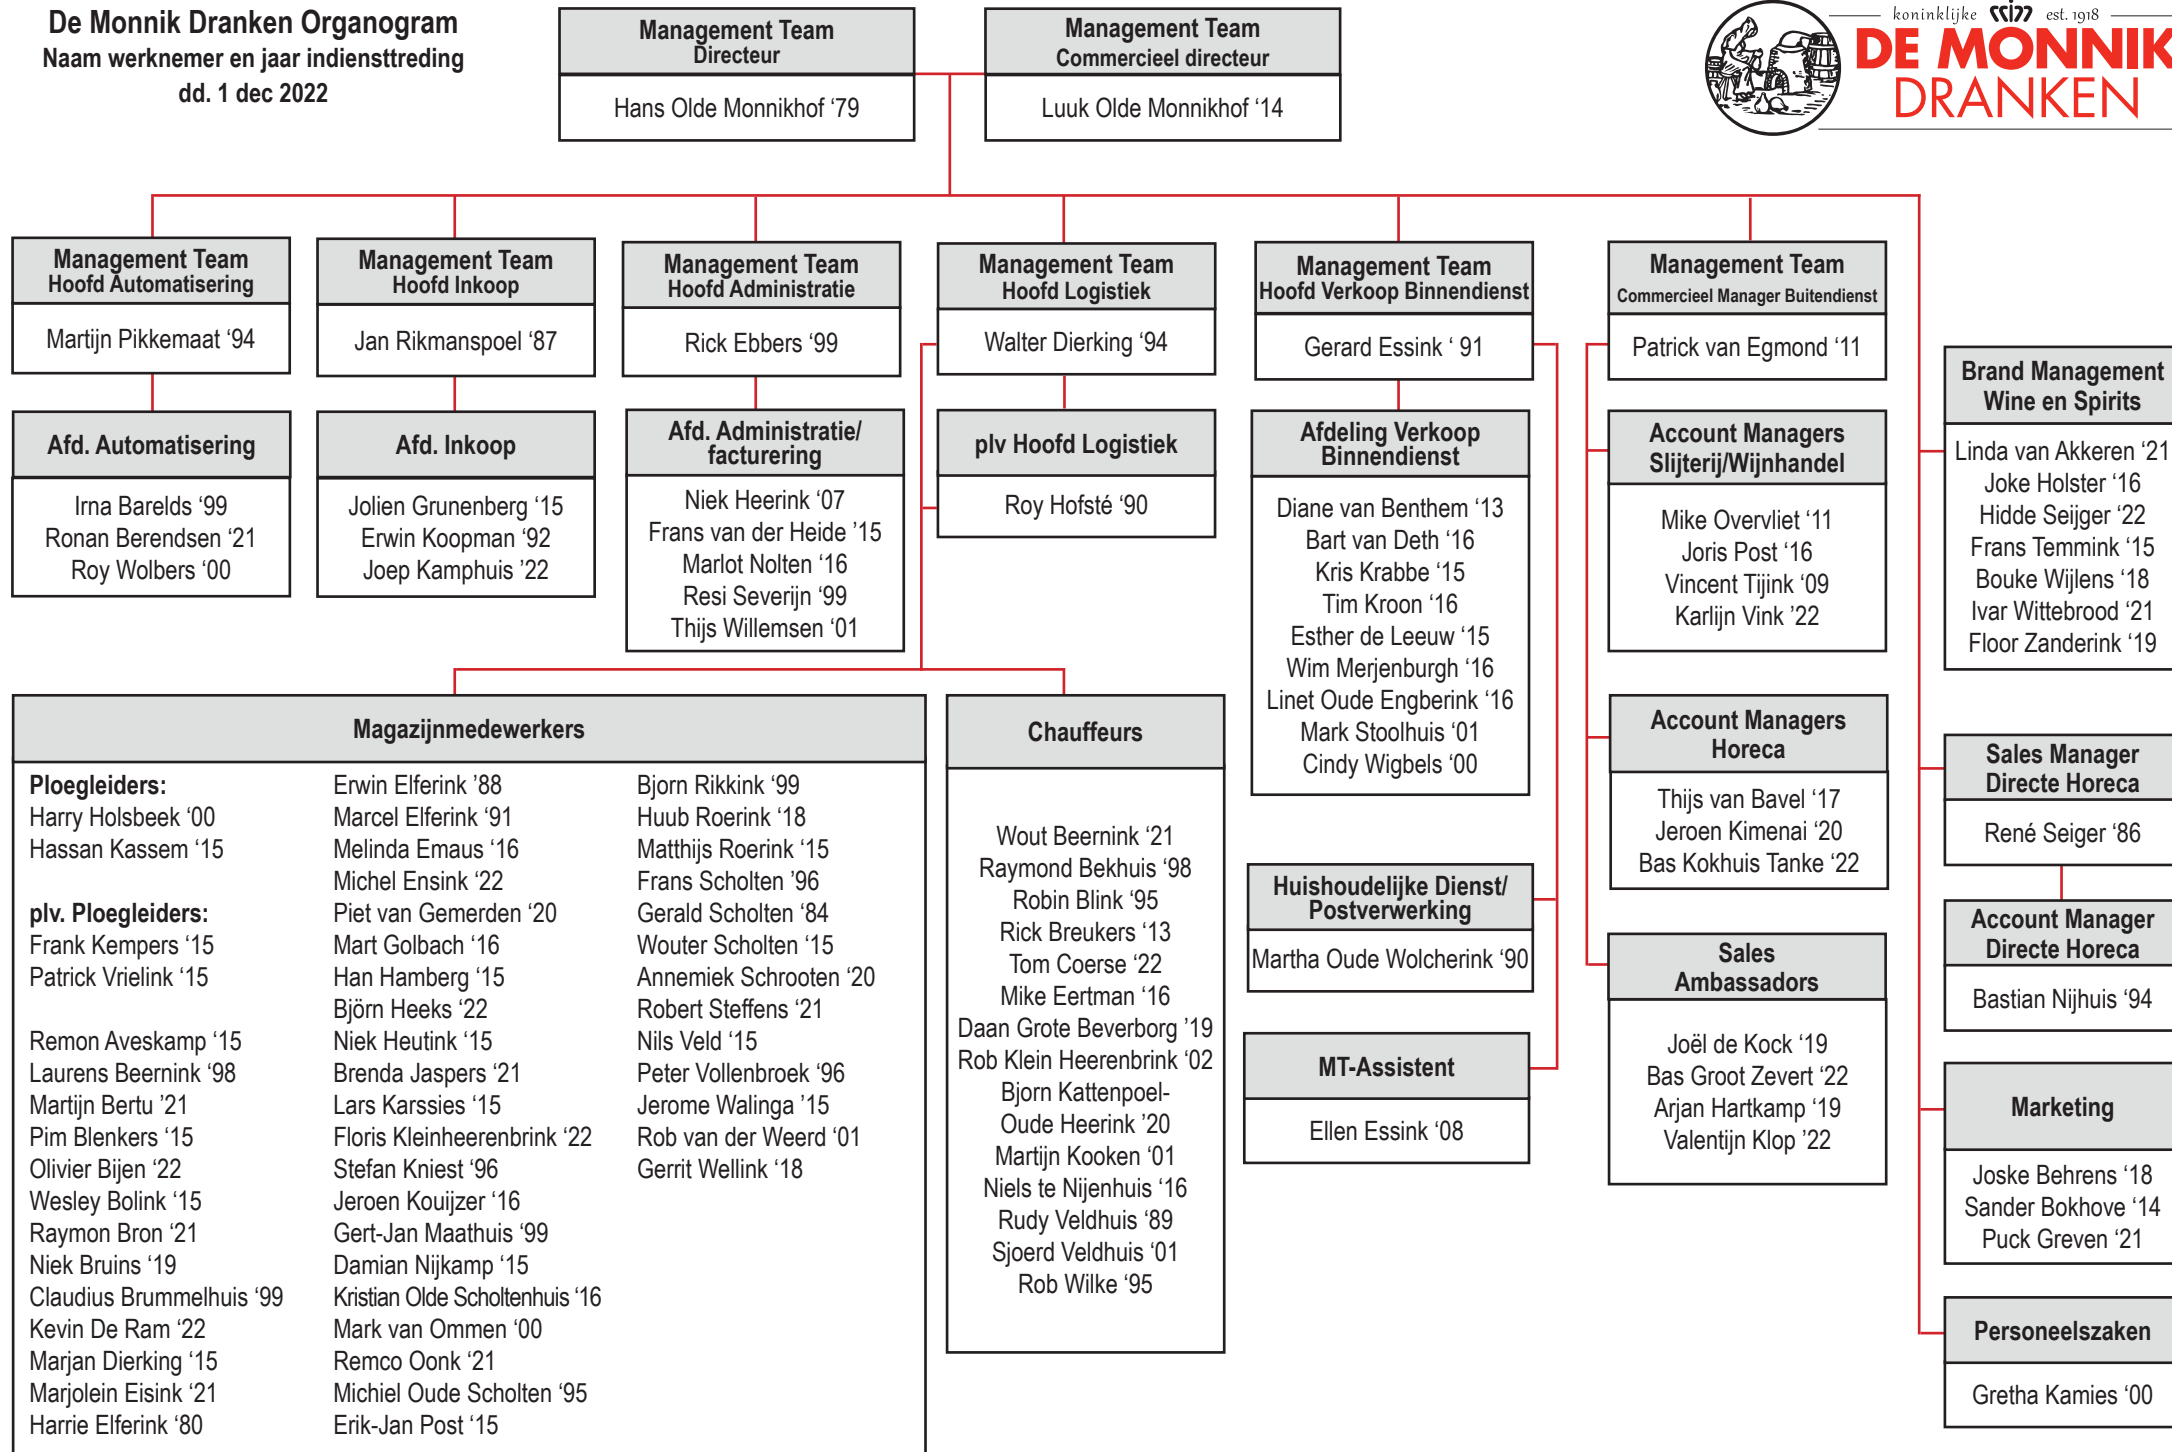 De Monnik Dranken Organogram
Naam werknemer en jaar indiensttreding
dd. 1 dec 2022
Management Team
Directeur
Hans Olde Monnikhof ‘79
Management Team
Commercieel directeur
Luuk Olde Monnikhof ‘14
koninklijke est. 1918
DE MONNIK
DRANKEN
Management Team
Hoofd Automatisering
Martijn Pikkemaat ‘94
Management Team
Hoofd Inkoop
Jan Rikmanspoel ‘87
Management Team
Hoofd Administratie
Rick Ebbers ‘99
Management Team
Hoofd Logistiek
Walter Dierking ‘94
Management Team
Hoofd Verkoop Binnendienst
Gerard Essink ‘ 91
Management Team
Commercieel Manager Buitendienst
Patrick van Egmond ‘11
Afd. Automatisering
Irna Barelds ‘99
Ronan Berendsen ‘21
Roy Wolbers ‘00
Afd. Inkoop
Jolien Grunenberg ‘15
Erwin Koopman ‘92
Joep Kamphuis ’22
Afd. Administratie/
facturering
Niek Heerink ‘07
Frans van der Heide ’15
Marlot Nolten ‘16
Resi Severijn ‘99
Thijs Willemsen ‘01
plv Hoofd Logistiek
Roy Hofsté ‘90
Afdeling Verkoop
Binnendienst
Diane van Benthem ‘13
Bart van Deth ‘16
Kris Krabbe ‘15
Tim Kroon ‘16
Esther de Leeuw ‘15
Wim Merjenburgh ‘16
Linet Oude Engberink ‘16
Mark Stoolhuis ‘01
Cindy Wigbels ‘00
Account Managers
Slijterij/Wijnhandel
Mike Overvliet ‘11
Joris Post ‘16
Vincent Tijink ‘09
Karlijn Vink ’22
Brand Management
Wine en Spirits
Linda van Akkeren ‘21
Joke Holster ‘16
Hidde Seijger ‘22
Frans Temmink ‘15
Bouke Wijlens ‘18
Ivar Wittebrood ‘21
Floor Zanderink ‘19
Magazijnmedewerkers
Ploegleiders:
Harry Holsbeek ‘00
Hassan Kassem ‘15
plv. Ploegleiders:
Frank Kempers ‘15
Patrick Vrielink ‘15
Remon Aveskamp ‘15
Laurens Beernink ‘98
Martijn Bertu ’21
Pim Blenkers ‘15
Olivier Bijen ‘22
Wesley Bolink ‘15
Raymon Bron ‘21
Niek Bruins ‘19
Claudius Brummelhuis ‘99
Kevin De Ram ‘22
Marjan Dierking ‘15
Marjolein Eisink ‘21
Harrie Elferink ‘80
Erwin Elferink ’88
Marcel Elferink ‘91
Melinda Emaus ‘16
Michel Ensink ‘22
Piet van Gemerden ‘20
Mart Golbach ‘16
Han Hamberg ‘15
Björn Heeks ‘22
Niek Heutink ‘15
Brenda Jaspers ‘21
Lars Karssies ‘15
Floris Kleinheerenbrink ‘22
Stefan Kniest ‘96
Jeroen Kouijzer ‘16
Gert-Jan Maathuis ‘99
Damian Nijkamp ‘15
Kristian Olde Scholtenhuis ‘16
Mark van Ommen ‘00
Remco Oonk ‘21
Michiel Oude Scholten ‘95
Erik-Jan Post ‘15
Bjorn Rikkink ‘99
Huub Roerink ‘18
Matthijs Roerink ‘15
Frans Scholten ’96
Gerald Scholten ‘84
Wouter Scholten ‘15
Annemiek Schrooten ‘20
Robert Steffens ‘21
Nils Veld ‘15
Peter Vollenbroek ‘96
Jerome Walinga ‘15
Rob van der Weerd ‘01
Gerrit Wellink ‘18
Chauffeurs
Wout Beernink ‘21
Raymond Bekhuis ‘98
Robin Blink ‘95
Rick Breukers ‘13
Tom Coerse ‘22
Mike Eertman ‘16
Daan Grote Beverborg ’19
Rob Klein Heerenbrink ‘02
Bjorn Kattenpoel-
Oude Heerink ‘20
Martijn Kooken ‘01
Niels te Nijenhuis ‘16
Rudy Veldhuis ‘89
Sjoerd Veldhuis ‘01
Rob Wilke ‘95
Huishoudelijke Dienst/
Postverwerking
Martha Oude Wolcherink ‘90
MT-Assistent
Ellen Essink ‘08
Account Managers
Horeca
Thijs van Bavel ‘17
Jeroen Kimenai ‘20
Bas Kokhuis Tanke ‘22
Sales
Ambassadors
Joël de Kock ‘19
Bas Groot Zevert ‘22
Arjan Hartkamp ‘19
Valentijn Klop ’22
Sales Manager
Directe Horeca
René Seiger ‘86
Account Manager
Directe Horeca
Bastian Nijhuis ‘94
Marketing
Joske Behrens ‘18
Sander Bokhove ‘14
Puck Greven ‘21
Personeelszaken
Gretha Kamies ‘00